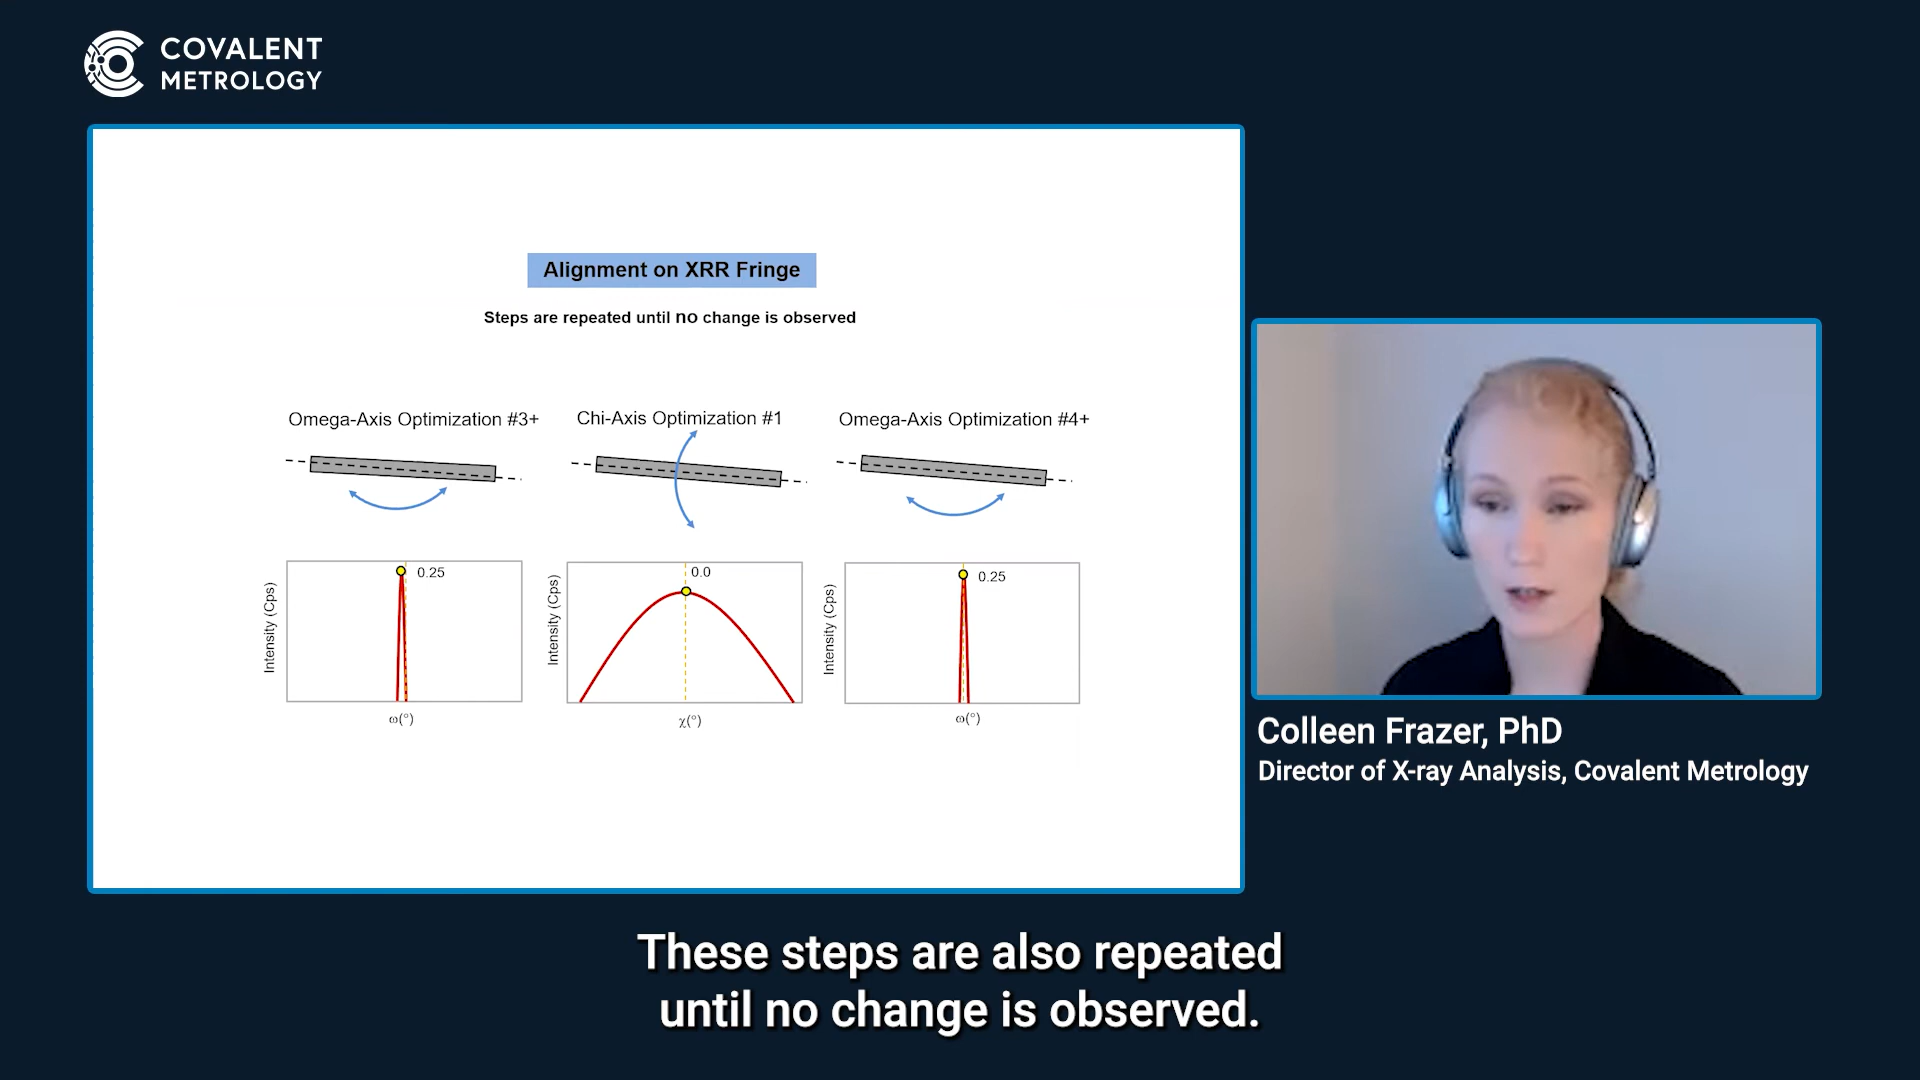 COVALENT
METROLOGY
Alignment on XRR Fringe
Steps are repeated until no change is observed
Omega-Axis Optimization #3+
Chi-Axis Optimization #1
Omega-Axis Optimization #4+
Intensity (Cps)
0.25
ω(°)
Intensity (Cps)
0.0
χ(°)
Intensity (Cps)
0.25
ω(°)
Colleen Frazer, PhD
Director of X-ray Analysis, Covalent Metrology
These steps are also repeated
until no change is observed.